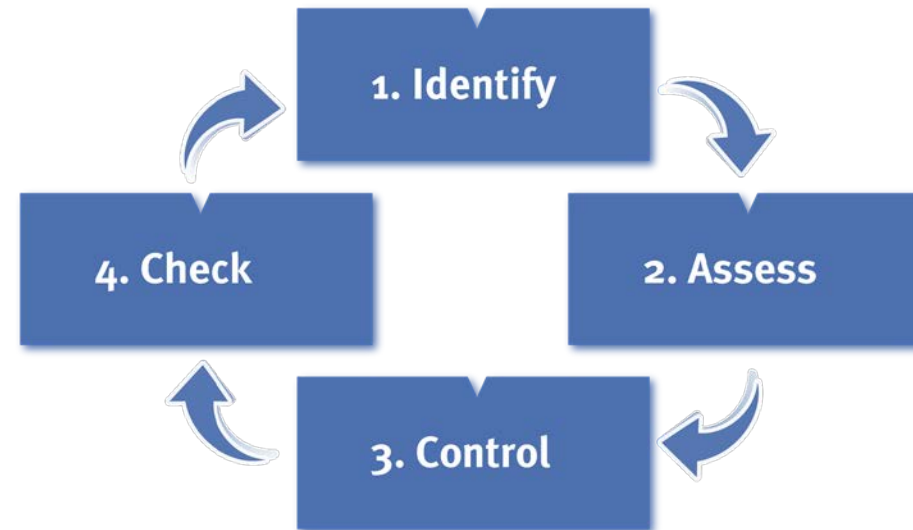 1. Identify
2. Assess
3. Control
4. Check